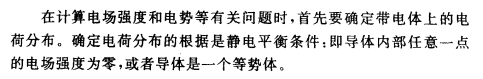 在计算电场强度和电势等有关问题时,首先要确定带电体上的电
荷分布。确定电荷分布的根据是静电平衡条件:即导体内部任意一点
的电场强度为零,或者导体是一个等势体。